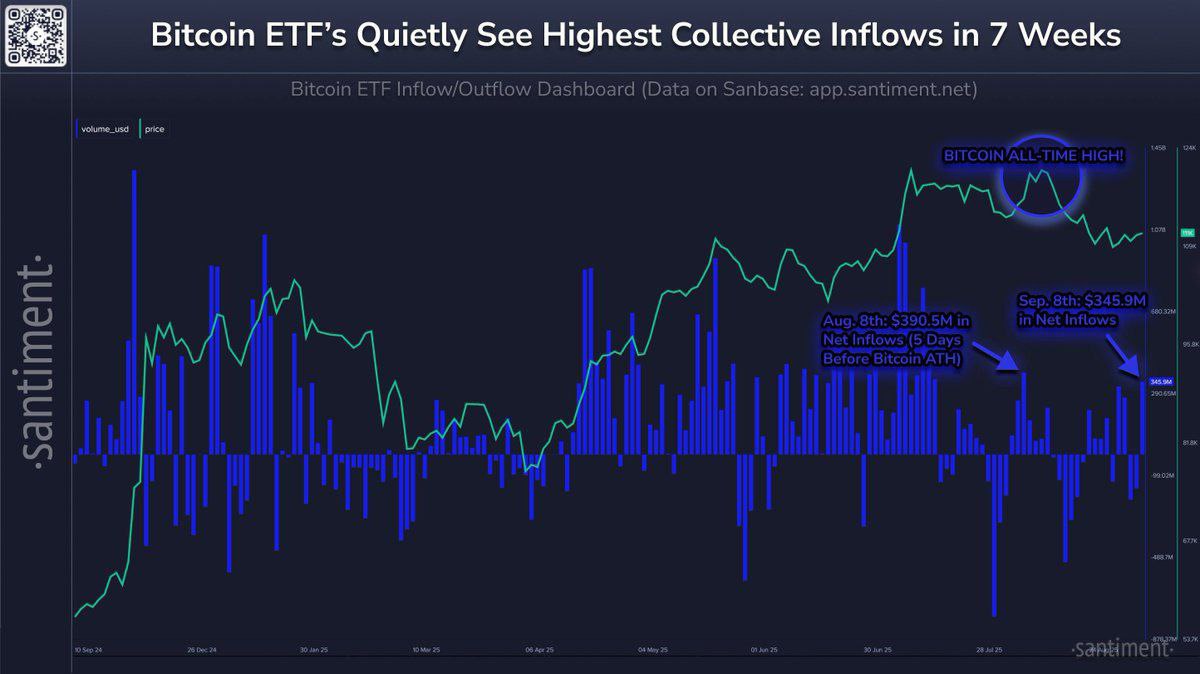 Bitcoin ETF's Quietly See Highest Collective Inflows in 7 Weeks
Bitcoin ETF Inflow/Outflow Dashboard (Data on Sanbase: app.santiment.net)
volume_usd
price
BITCOIN ALL-TIME HIGH!
Aug. 8th: $390.5M in
Net Inflows (5 Days
Before Bitcoin ATH)
Sep. 8th: $345.9M
in Net Inflows
·santiment·
1.45B
1.07B
680.32M
345.9M
290.65M
-99.02M
-488.7M
-878.37M
124K
111K
109K
95.8K
81.8K
67.7K
53.7K
10 Sep 24
26 Dec 24
30 Jan 25
10 Mar 25
06 Apr 25
04 May 25
01 Jun 25
30 Jun 25
28 Jul 25
·santiment·